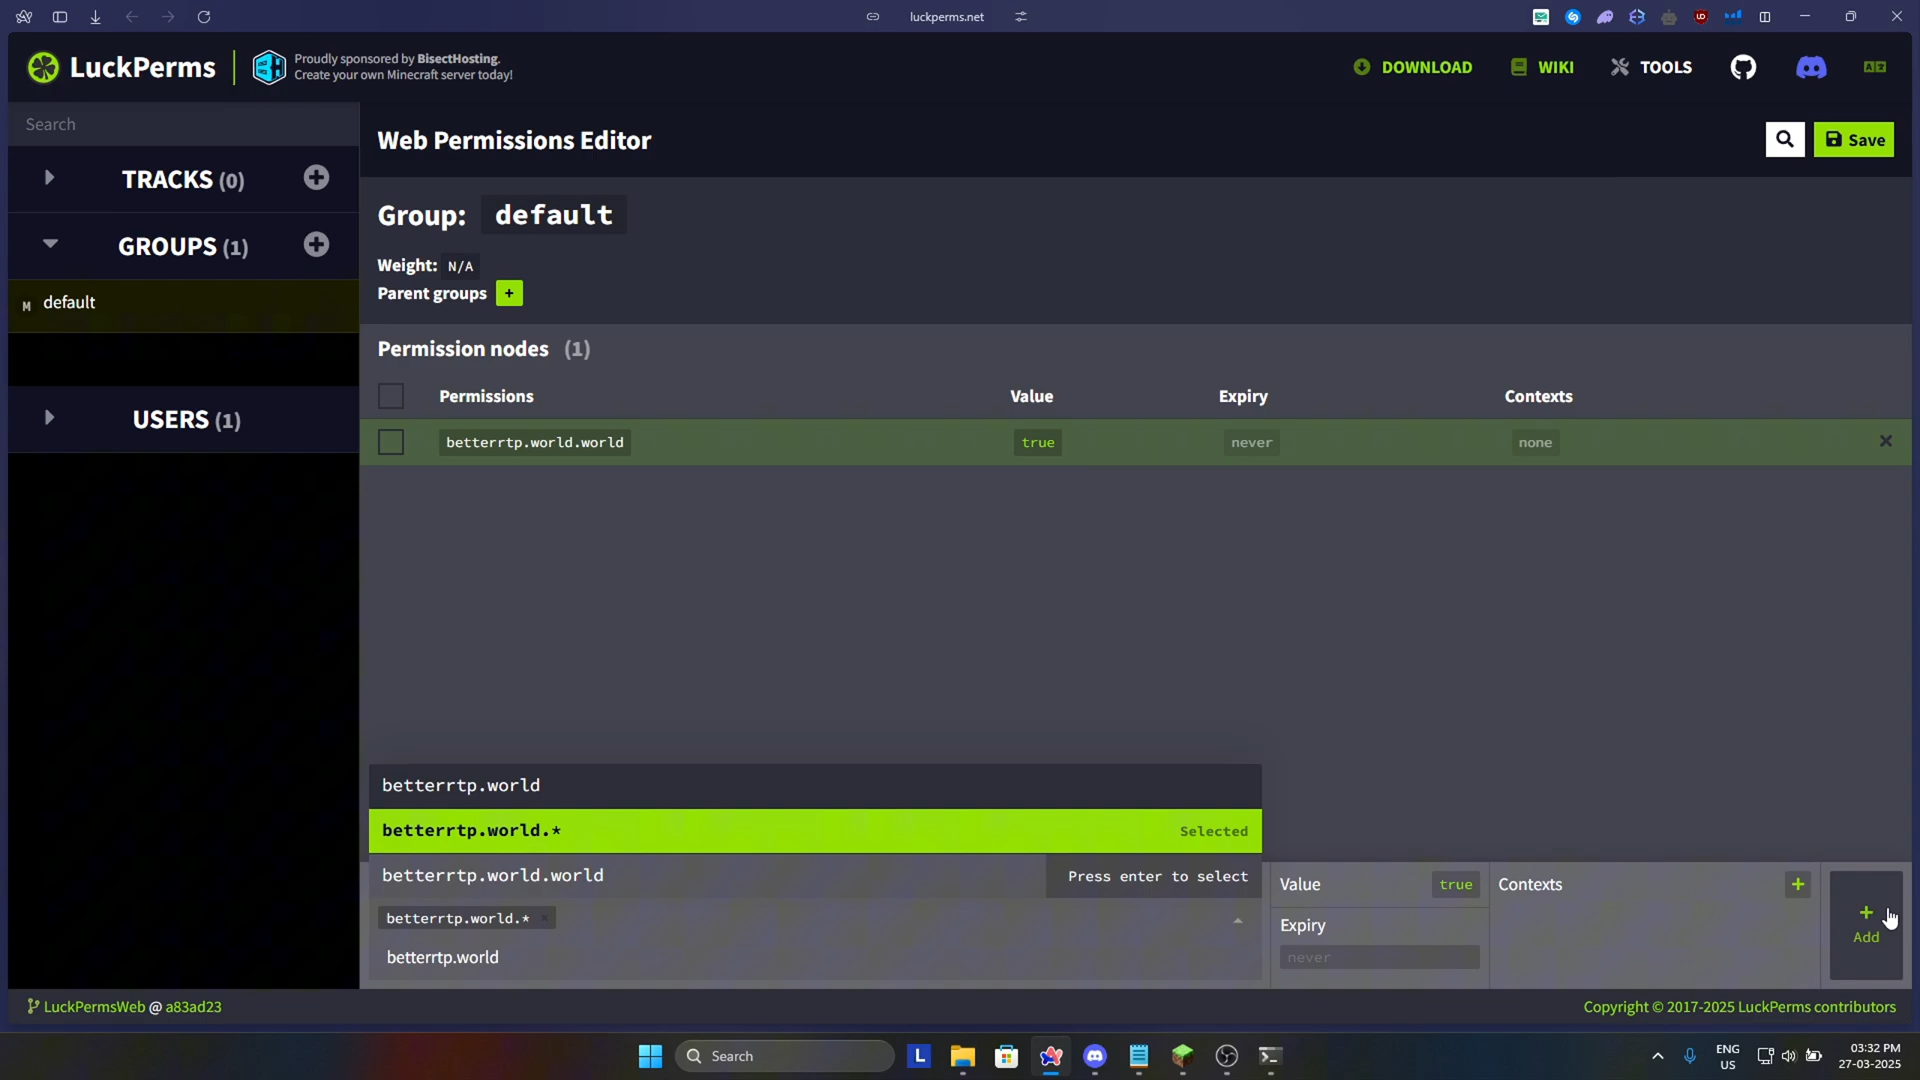 luckperms.net
LuckPerms
Proudly sponsored by BisectHosting.
Create your own Minecraft server today!
DOWNLOAD
WIKI
TOOLS
Search
TRACKS (0)
GROUPS (1)
M default
USERS (1)
Web Permissions Editor
Save
Group: default
Weight: N/A
Parent groups +
Permission nodes (1)
Permissions Value Expiry Contexts
betterrtp.world.world true never none
betterrtp.world
betterrtp.world.* Selected
betterrtp.world.world Press enter to select
betterrtp.world.*
betterrtp.world
Value true
Expiry
never
Contexts +
+
Add
LuckPermsWeb @ a83ad23
Copyright © 2017-2025 LuckPerms contributors
L
Search
ENG
US
03:32 PM
27-03-2025